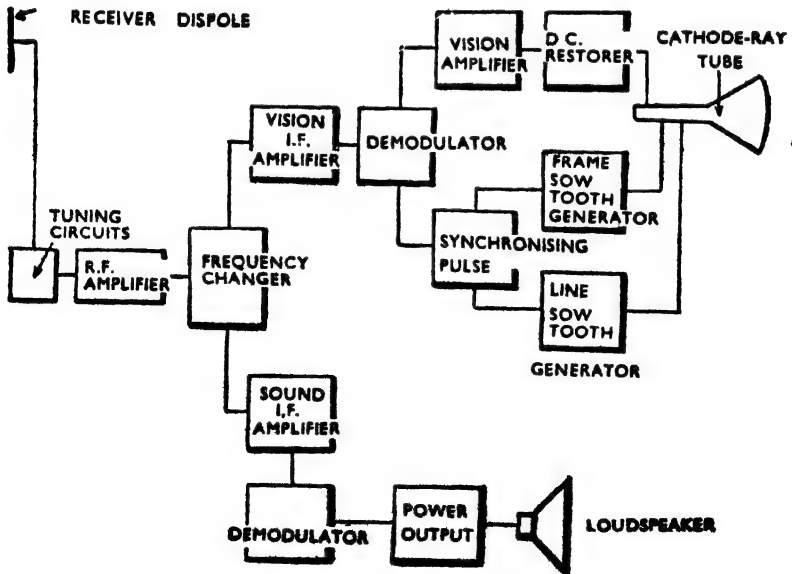 RECEIVER DISPOLE
VISION
AMPLIFIER
D C.
RESTORER
CATHODE-RAY
TUBE
VISION
I.F.
AMPLIFIER
DEMODULATOR
FRAME
SOW
TOOTH
GENERATOR
TUNING
CIRCUITS
R.F.
AMPLIFIER
FREQUENCY
CHANGER
SYNCHRONISING
PULSE
LINE
SOW
TOOTH
GENERATOR
SOUND
I,F.
AMPLIFIER
DEMODULATOR
POWER
OUTPUT
LOUDSPEAKER